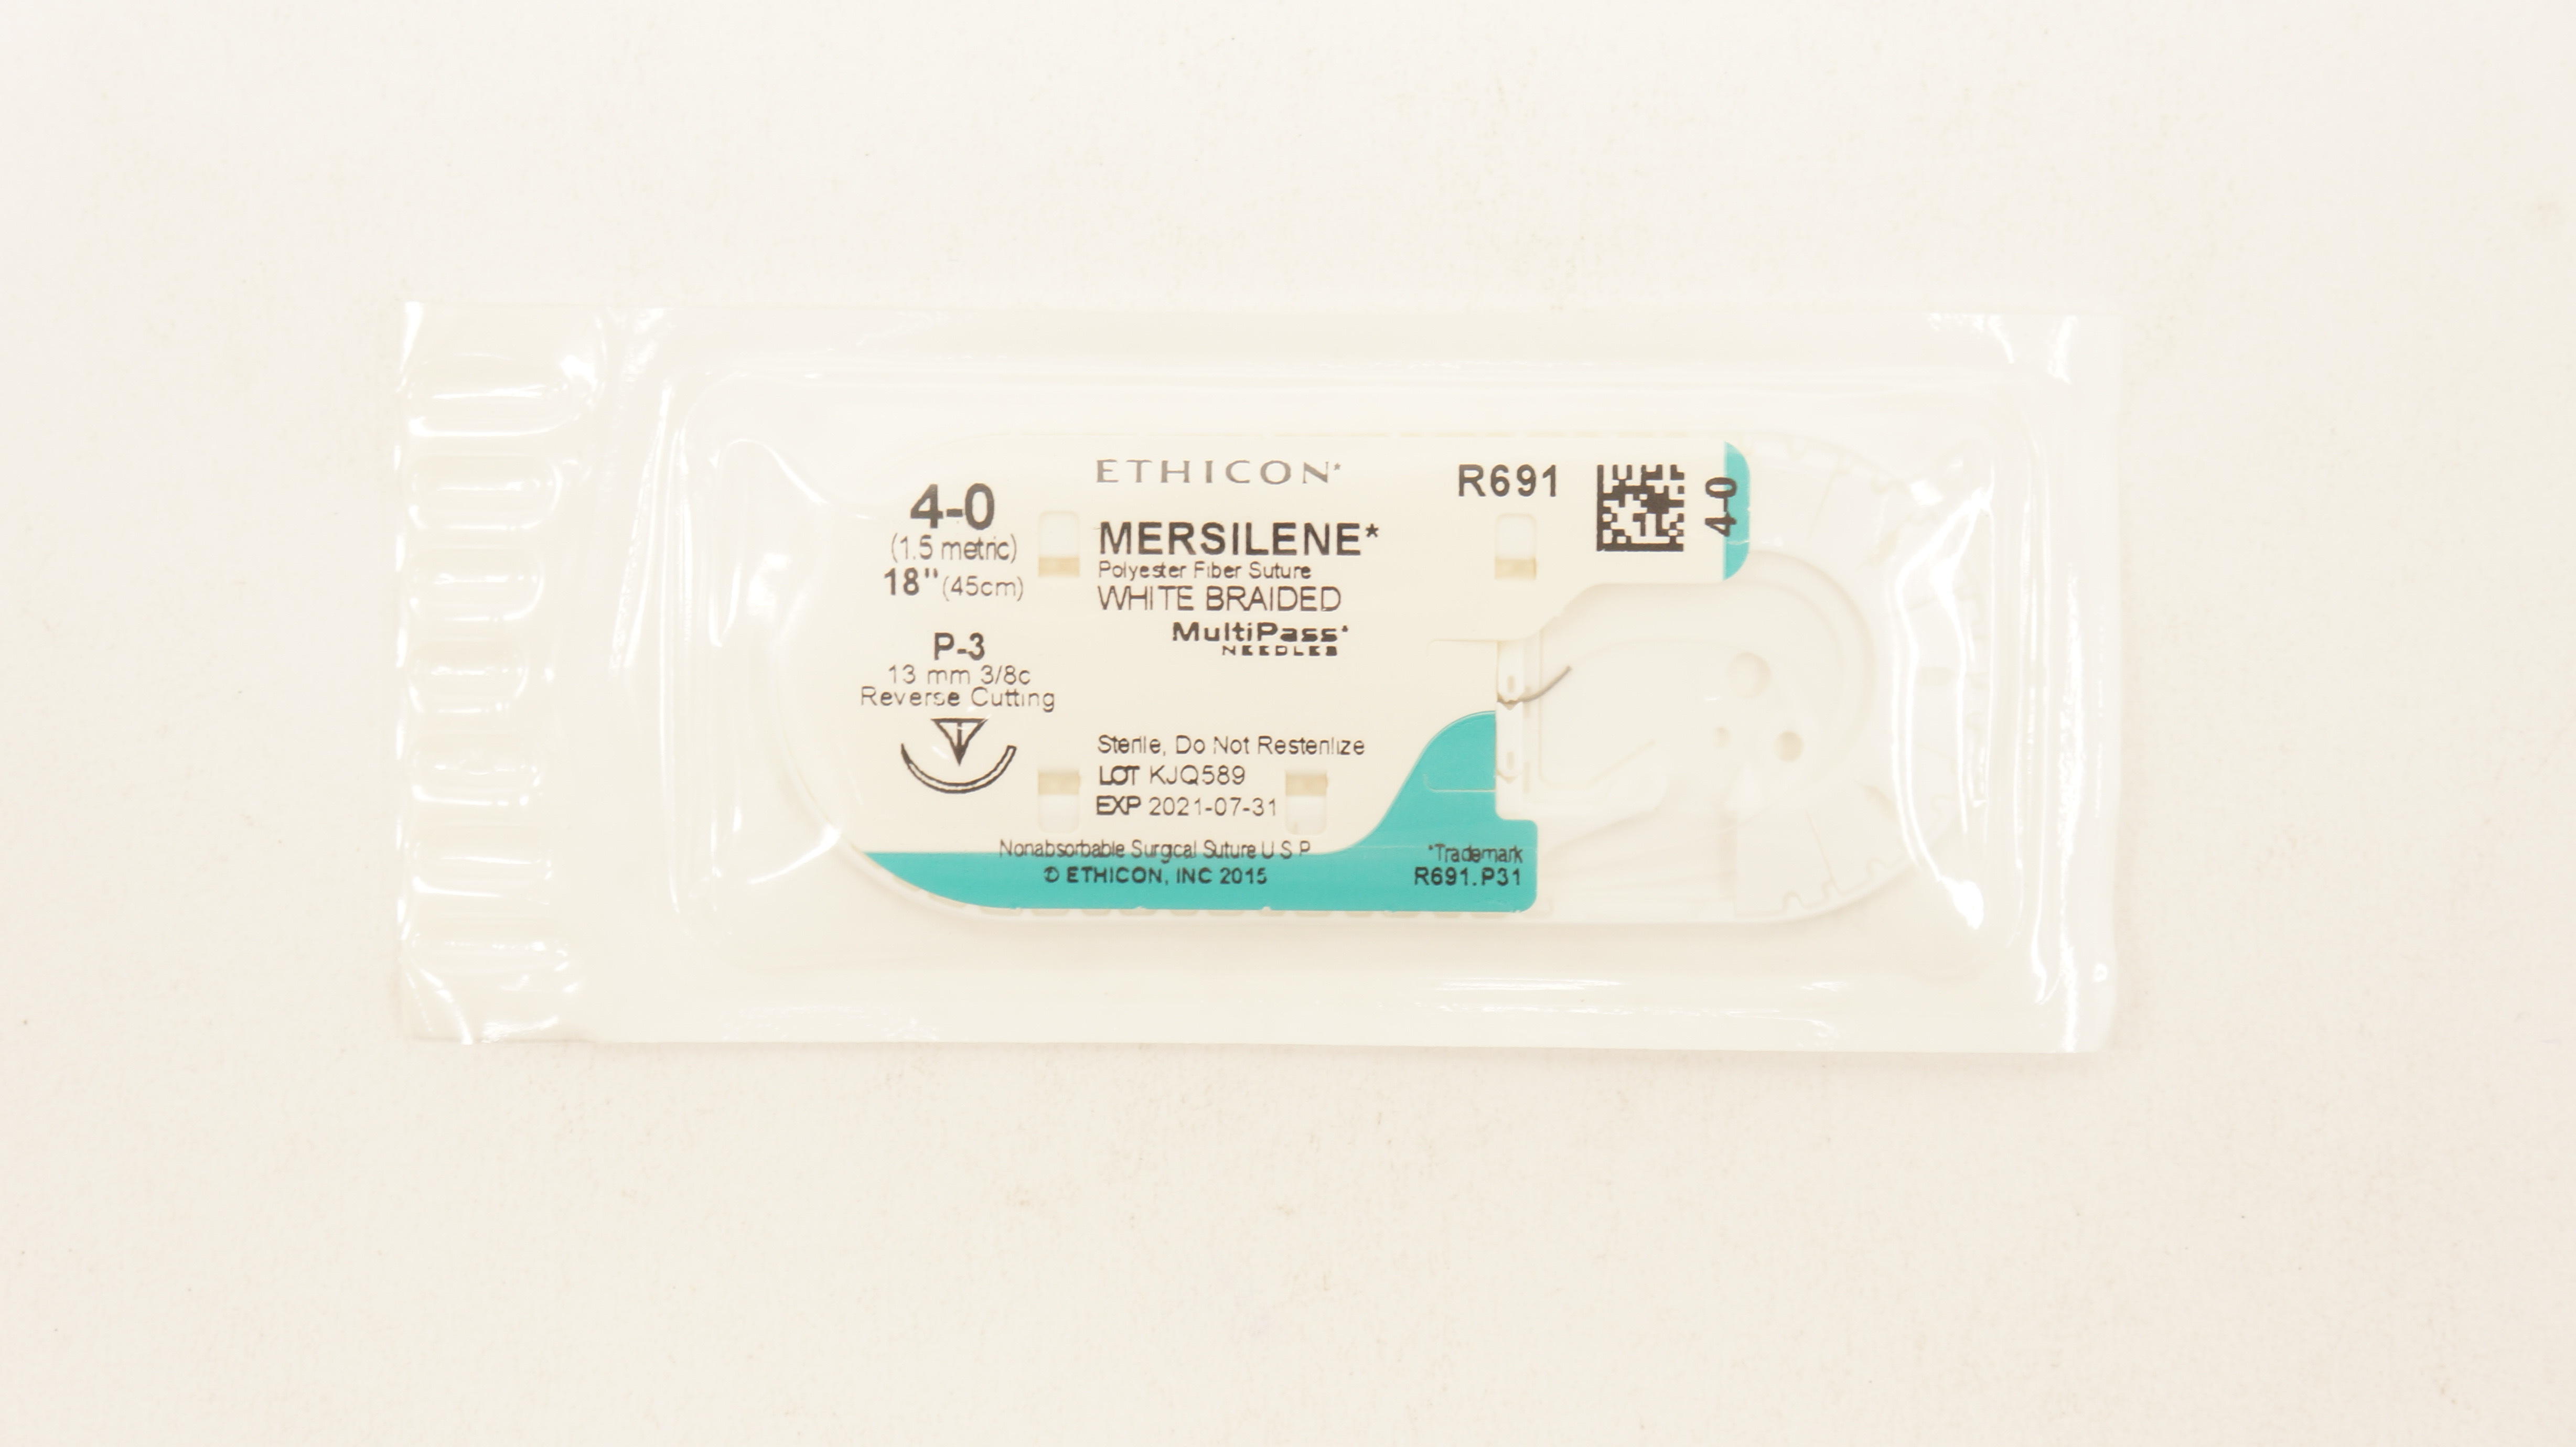 4-0
(1.5 metric)
18" (45cm)
P-3
13 mm 3/8c
Reverse Cutting
ETHICON*
MERSILENE*
Polyester Fiber Suture
WHITE BRAIDED
MultiPass*
NEEDLES
Sterile, Do Not Resterilize
LOT KJQ589
EXP 2021-07-31
Nonabsorbable Surgical Suture U S P
© ETHICON, INC 2015
R691
4-0
*Trademark
R691.P31